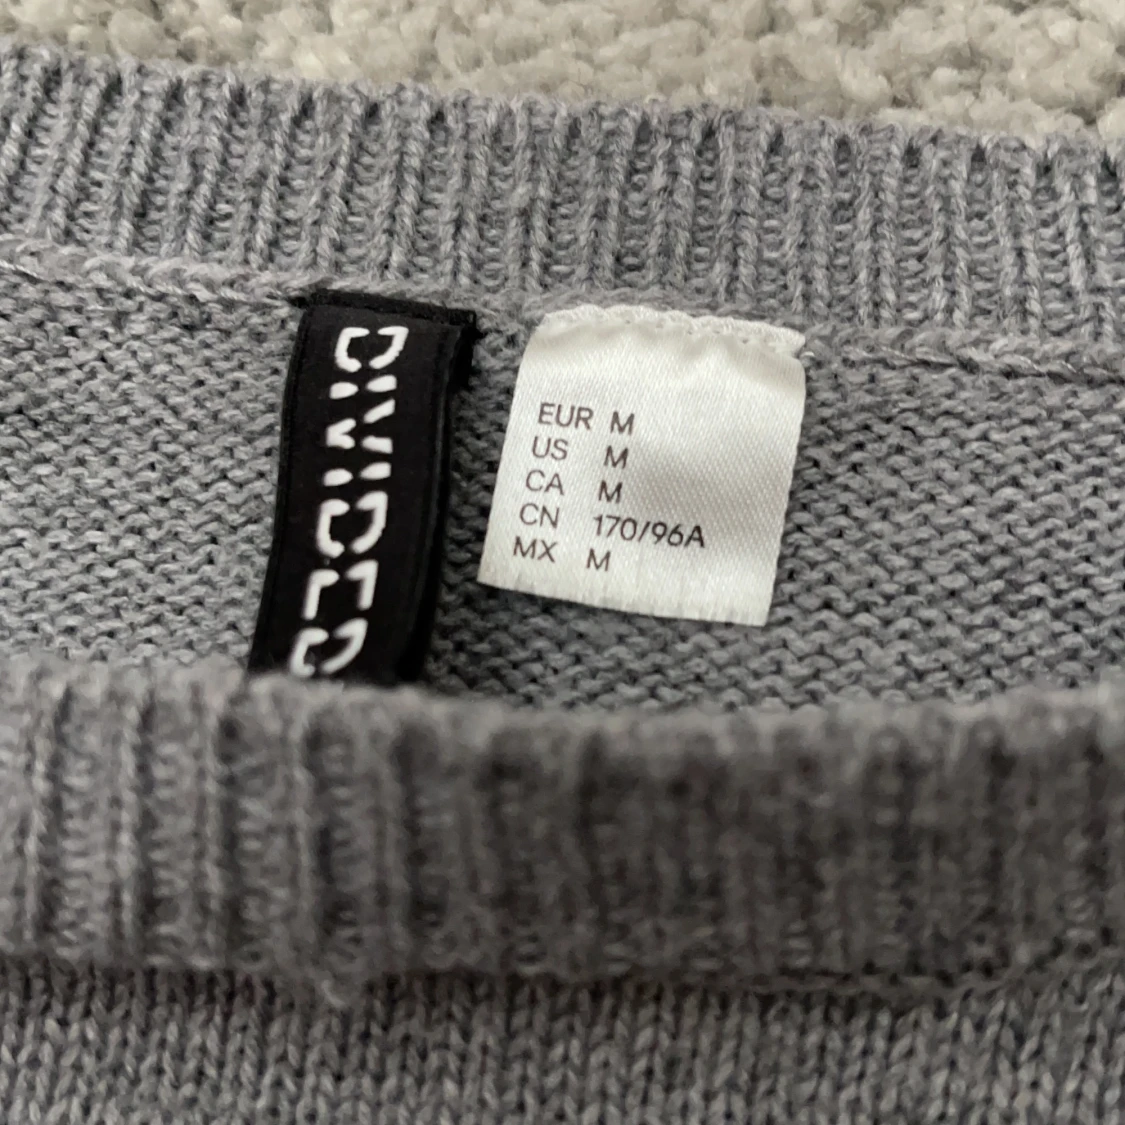 DIVIDED
EUR M
US M
CA M
CN 170/96A
MX M